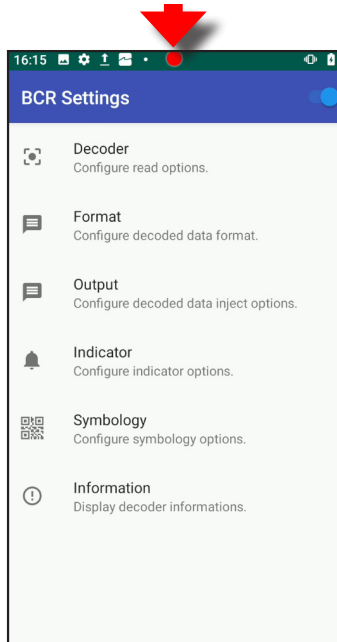 16:15
BCR Settings
Decoder
Configure read options.
Format
Configure decoded data format.
Output
Configure decoded data inject options.
Indicator
Configure indicator options.
Symbology
Configure symbology options.
Information
Display decoder informations.